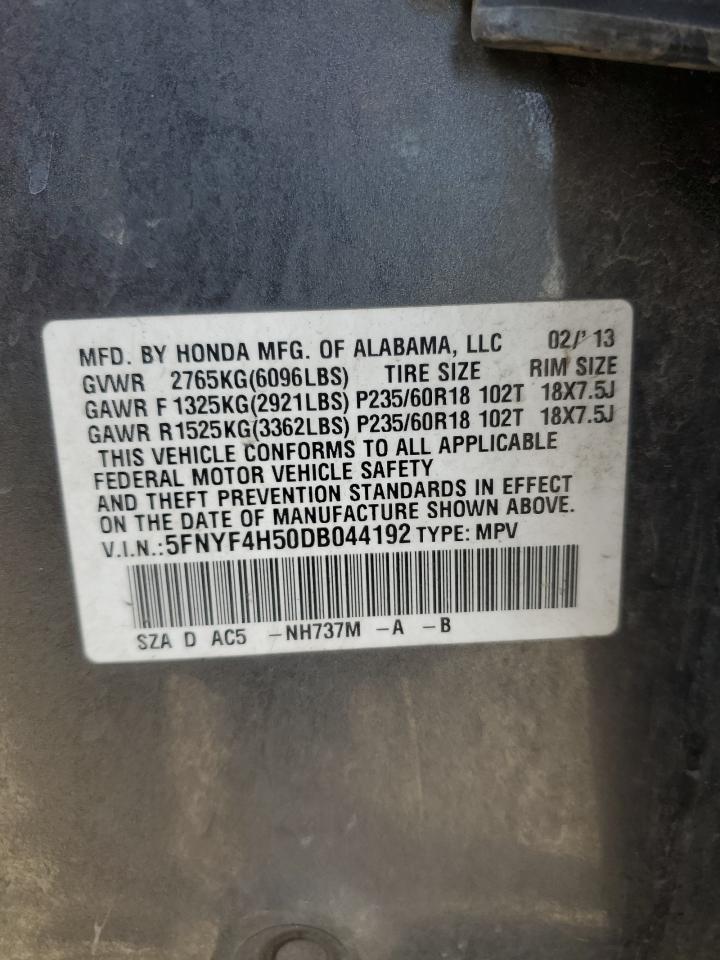 MFD. BY HONDA MFG. OF ALABAMA, LLC 02/'13
GVWR 2765KG(6096LBS) TIRE SIZE RIM SIZE
GAWR F 1325KG(2921LBS) P235/60R18 102T 18X7.5J
GAWR R1525KG(3362LBS) P235/60R18 102T 18X7.5J
THIS VEHICLE CONFORMS TO ALL APPLICABLE
FEDERAL MOTOR VEHICLE SAFETY
AND THEFT PREVENTION STANDARDS IN EFFECT
ON THE DATE OF MANUFACTURE SHOWN ABOVE.
V.I.N.:5FNYF4H50DB044192 TYPE: MPV
SZA D AC5 -NH737M -A -B